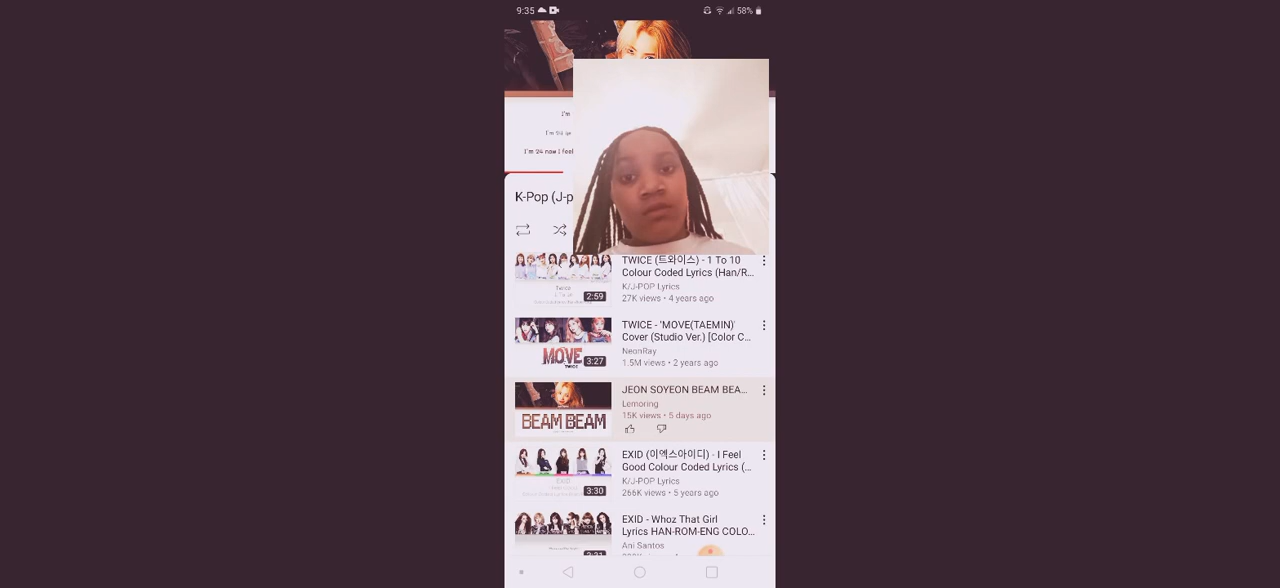 9:35
58%
I'm
I'm 24 now I feel
K-Pop (J-p
TWICE (트와이스) - 1 To 10
Colour Coded Lyrics (Han/R...
K/J-POP Lyrics
27K views • 4 years ago
Twice
2:59
TWICE - 'MOVE(TAEMIN)'
Cover (Studio Ver.) [Color C...
NeonRay
1.5M views • 2 years ago
MOVE
TWICE
3:27
JEON SOYEON BEAM BEA...
Lemoring
15K views • 5 days ago
BEAM BEAM
EXID (이엑스아이디) - I Feel
Good Colour Coded Lyrics (...
K/J-POP Lyrics
266K views • 5 years ago
EXID
3:30
EXID - Whoz That Girl
Lyrics HAN-ROM-ENG COLO...
Ani Santos